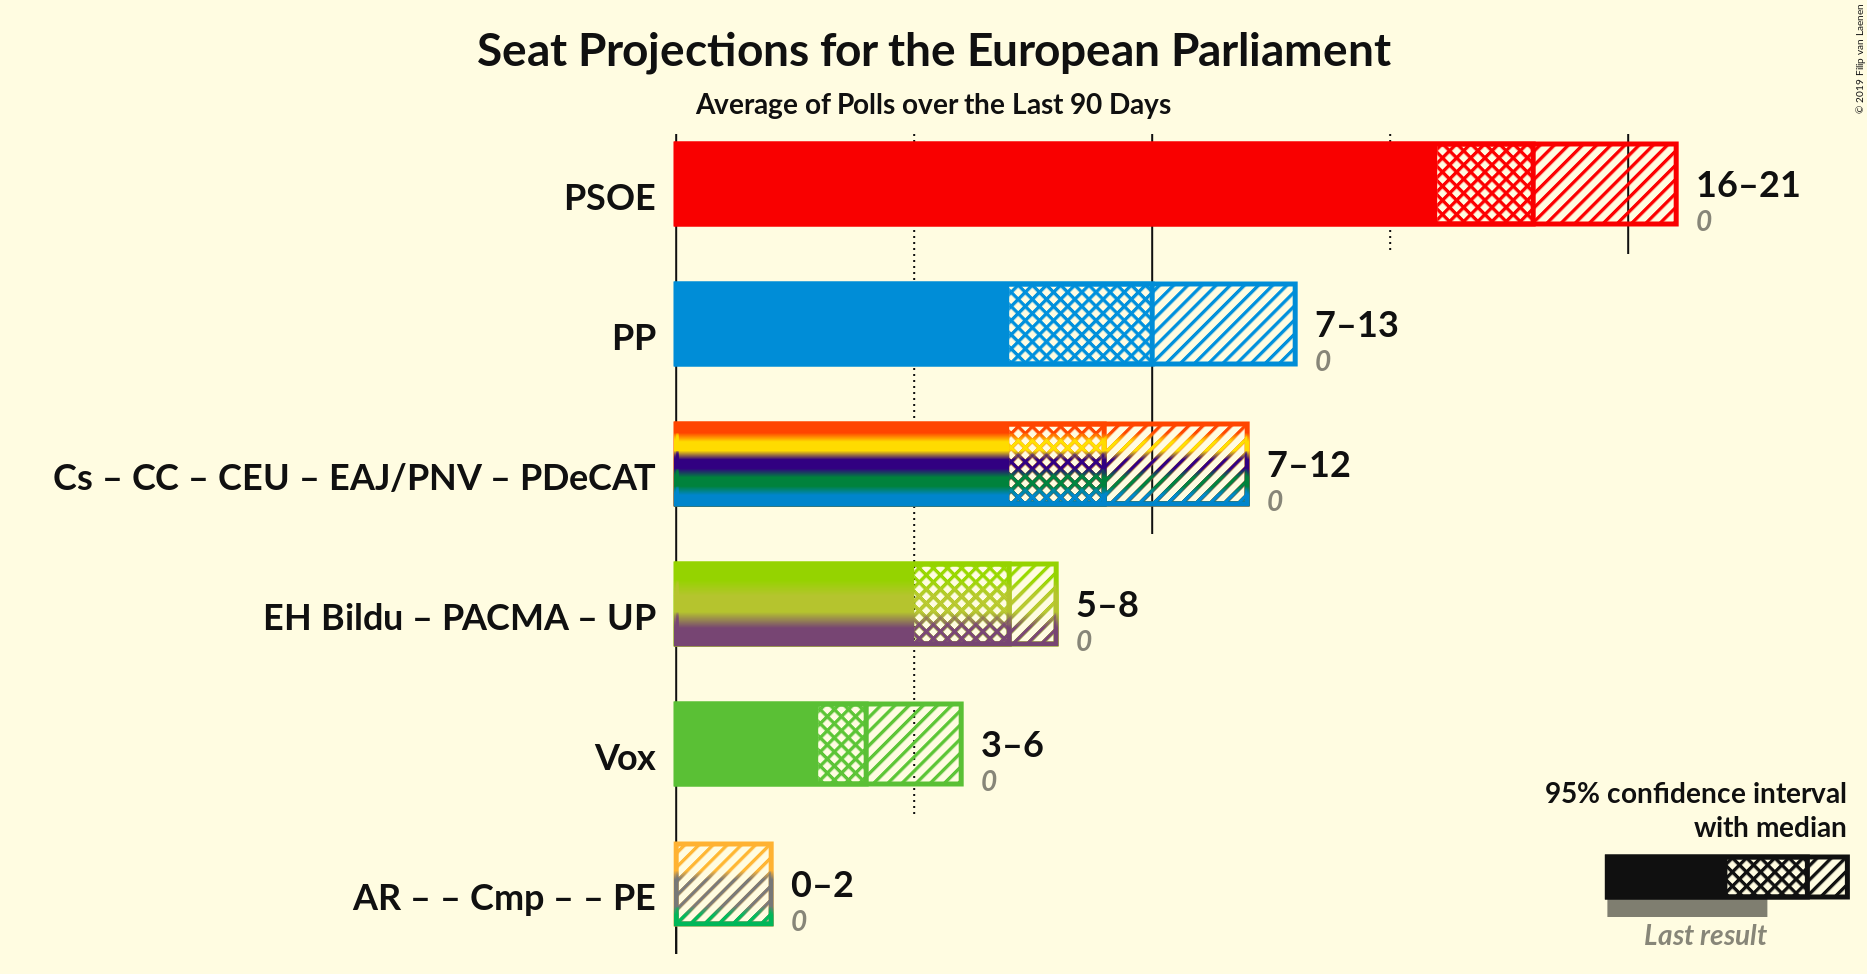 Seat Projections for the European Parliament
Average of Polls over the Last 90 Days
© 2019 Filip van Laenen
PSOE
16–21
0
PP
7–13
0
Cs – CC – CEU – EAJ/PNV – PDeCAT
7–12
0
EH Bildu – PACMA – UP
5–8
0
Vox
3–6
0
AR – – Cmp – – PE
0–2
0
95% confidence interval
with median
Last result